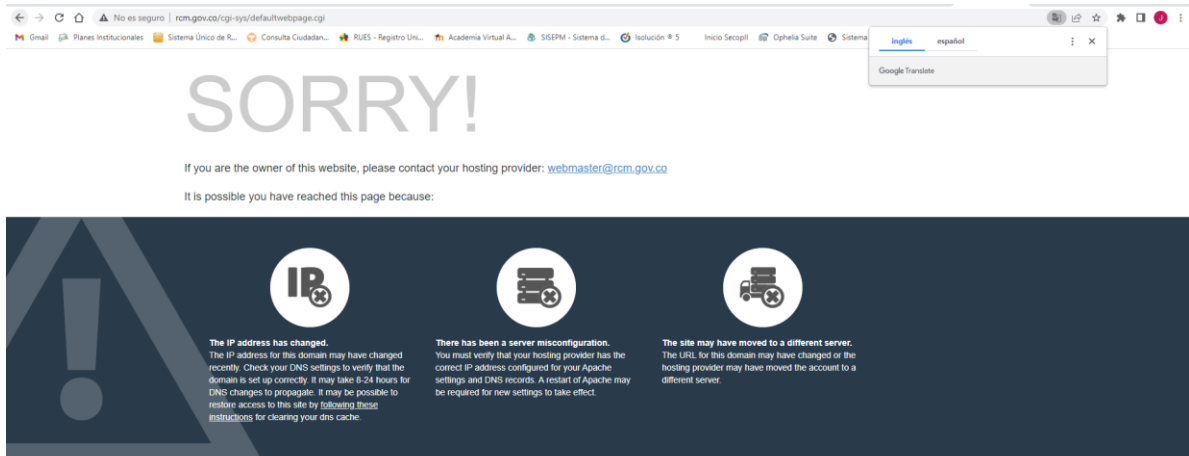 No es seguro | rcm.gov.co/cgi-sys/defaultwebpage.cgi
J
Gmail Planes Institucionales Sistema Único de R... Consulta Ciudadan... RUES - Registro Uni... Academia Virtual A... SISEPM - Sistema d... Isolución ® 5 Inicio SecopII Ophelia Suite Sistema
inglés español
Google Translate
SORRY!
If you are the owner of this website, please contact your hosting provider: webmaster@rcm.gov.co
It is possible you have reached this page because:
IP
The IP address has changed.
The IP address for this domain may have changed
recently. Check your DNS settings to verify that the
domain is set up correctly. It may take 8-24 hours for
DNS changes to propagate. It may be possible to
restore access to this site by following these
instructions for clearing your dns cache.
There has been a server misconfiguration.
You must verify that your hosting provider has the
correct IP address configured for your Apache
settings and DNS records. A restart of Apache may
be required for new settings to take effect.
The site may have moved to a different server.
The URL for this domain may have changed or the
hosting provider may have moved the account to a
different server.